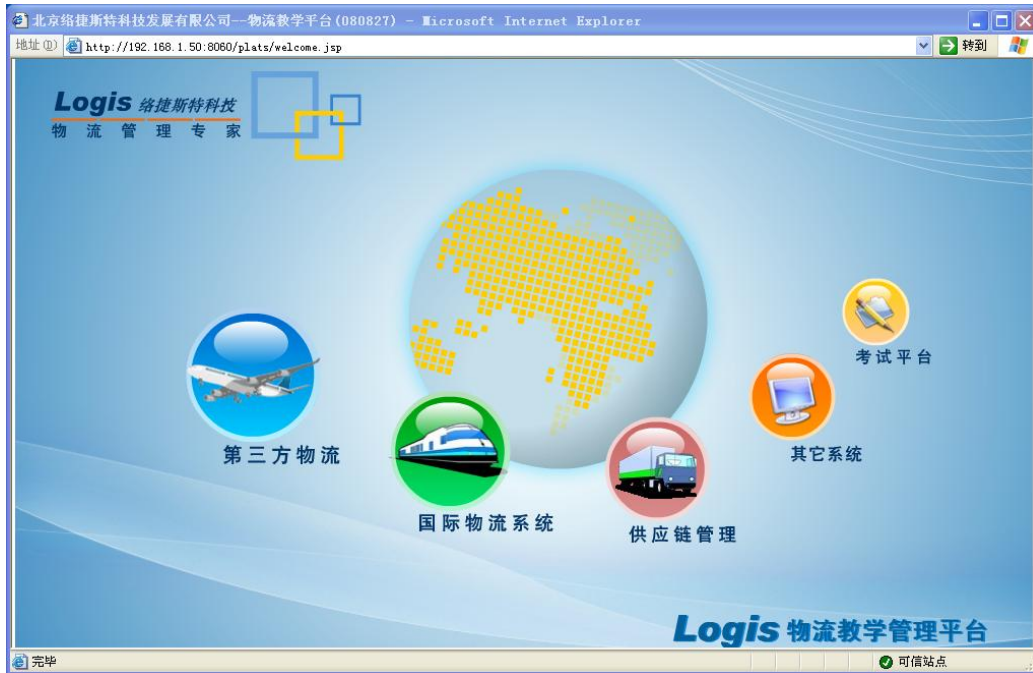 北京络捷斯特科技发展有限公司--物流教学平台(080827) - Microsoft Internet Explorer
地址(D) http://192.168.1.50:8060/plats/welcome.jsp 转到
Logis 络捷斯特科技
物流管理专家
考试平台
第三方物流
其它系统
国际物流系统
供应链管理
Logis 物流教学管理平台
完毕 可信站点